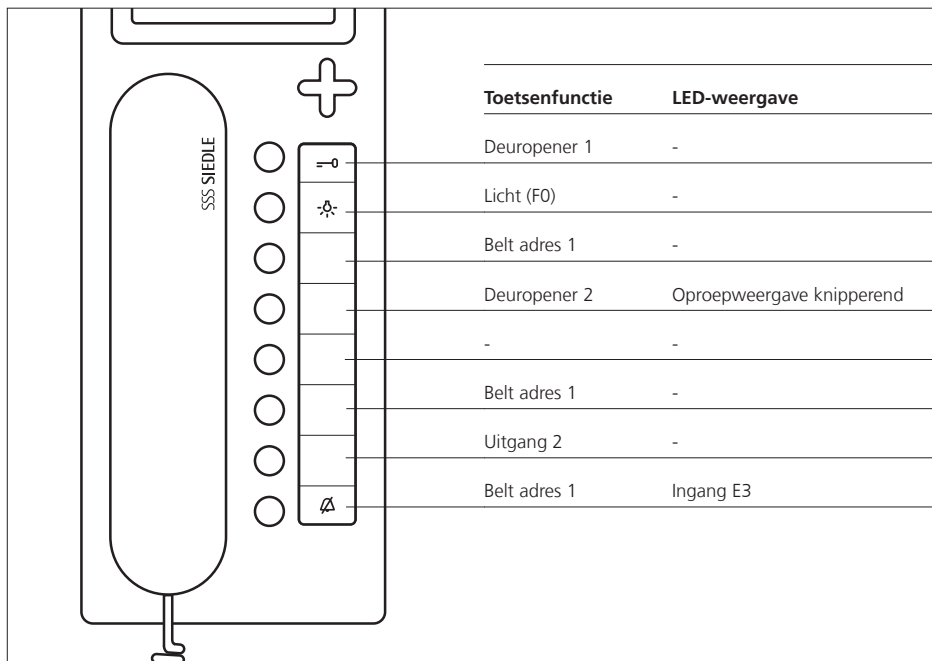 SSS SIEDLE
Toetsenfunctie LED-weergave
Deuropener 1 -
Licht (F0) -
Belt adres 1 -
Deuropener 2 Oproepweergave knipperend
- -
Belt adres 1 -
Uitgang 2 -
Belt adres 1 Ingang E3